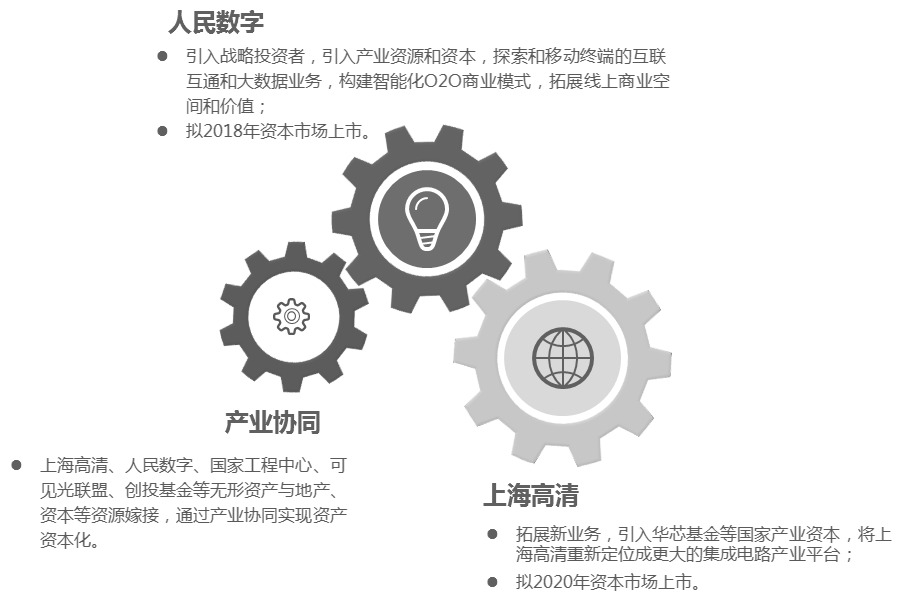 人民数字
● 引入战略投资者，引入产业资源和资本，探索和移动终端的互联
互通和大数据业务，构建智能化O2O商业模式，拓展线上商业空
间和价值；
● 拟2018年资本市场上市。
产业协同
● 上海高清、人民数字、国家工程中心、可
见光联盟、创投基金等无形资产与地产、
资本等资源嫁接，通过产业协同实现资产
资本化。
上海高清
● 拓展新业务，引入华芯基金等国家产业资本，将上
海高清重新定位成更大的集成电路产业平台；
● 拟2020年资本市场上市。